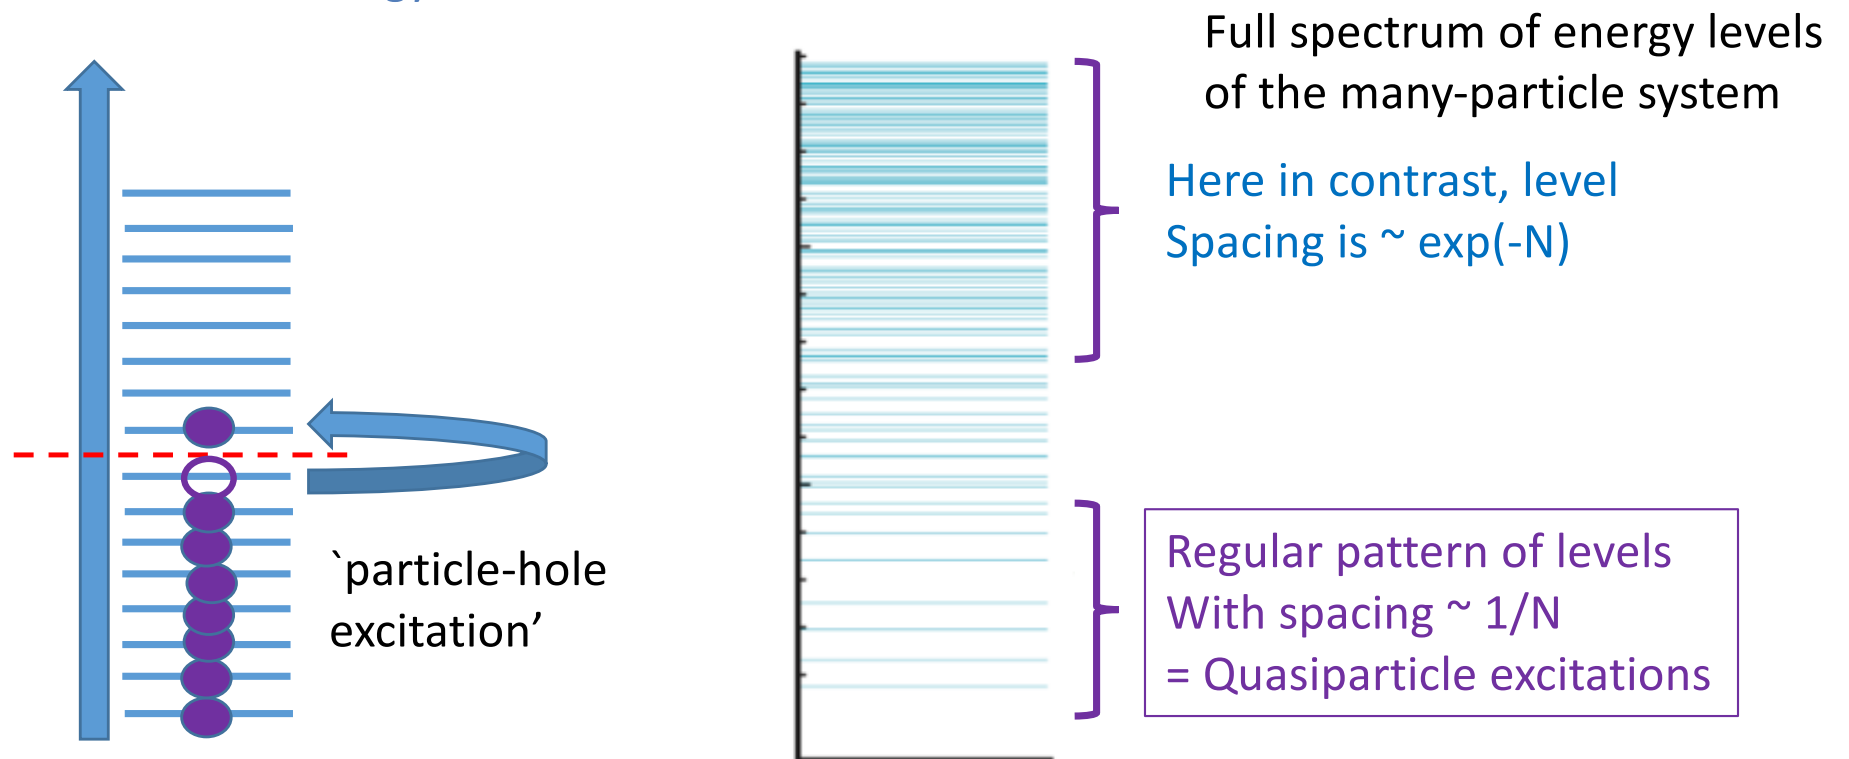 Full spectrum of energy levels
of the many-particle system
Here in contrast, level
Spacing is ~ exp(-N)
`particle-hole
excitation’
Regular pattern of levels
With spacing ~ 1/N
= Quasiparticle excitations